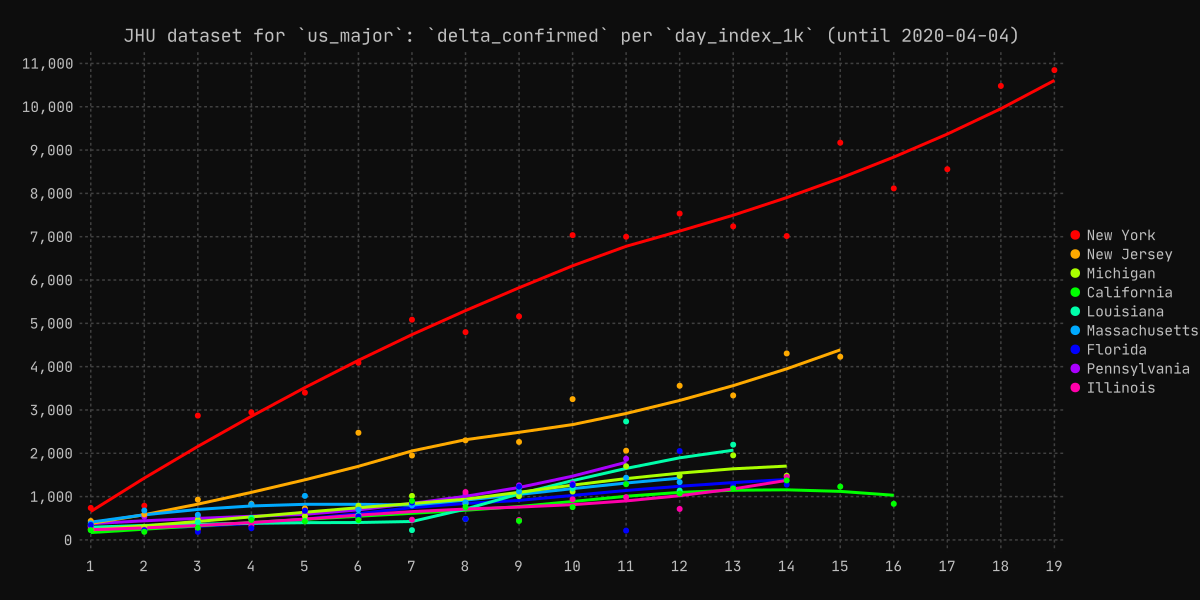 JHU dataset for `us_major`: `delta_confirmed` per `day_index_1k` (until 2020-04-04)
11,000
10,000
9,000
8,000
7,000
6,000
5,000
4,000
3,000
2,000
1,000
0
1 2 3 4 5 6 7 8 9 10 11 12 13 14 15 16 17 18 19
New York
New Jersey
Michigan
California
Louisiana
Massachusetts
Florida
Pennsylvania
Illinois